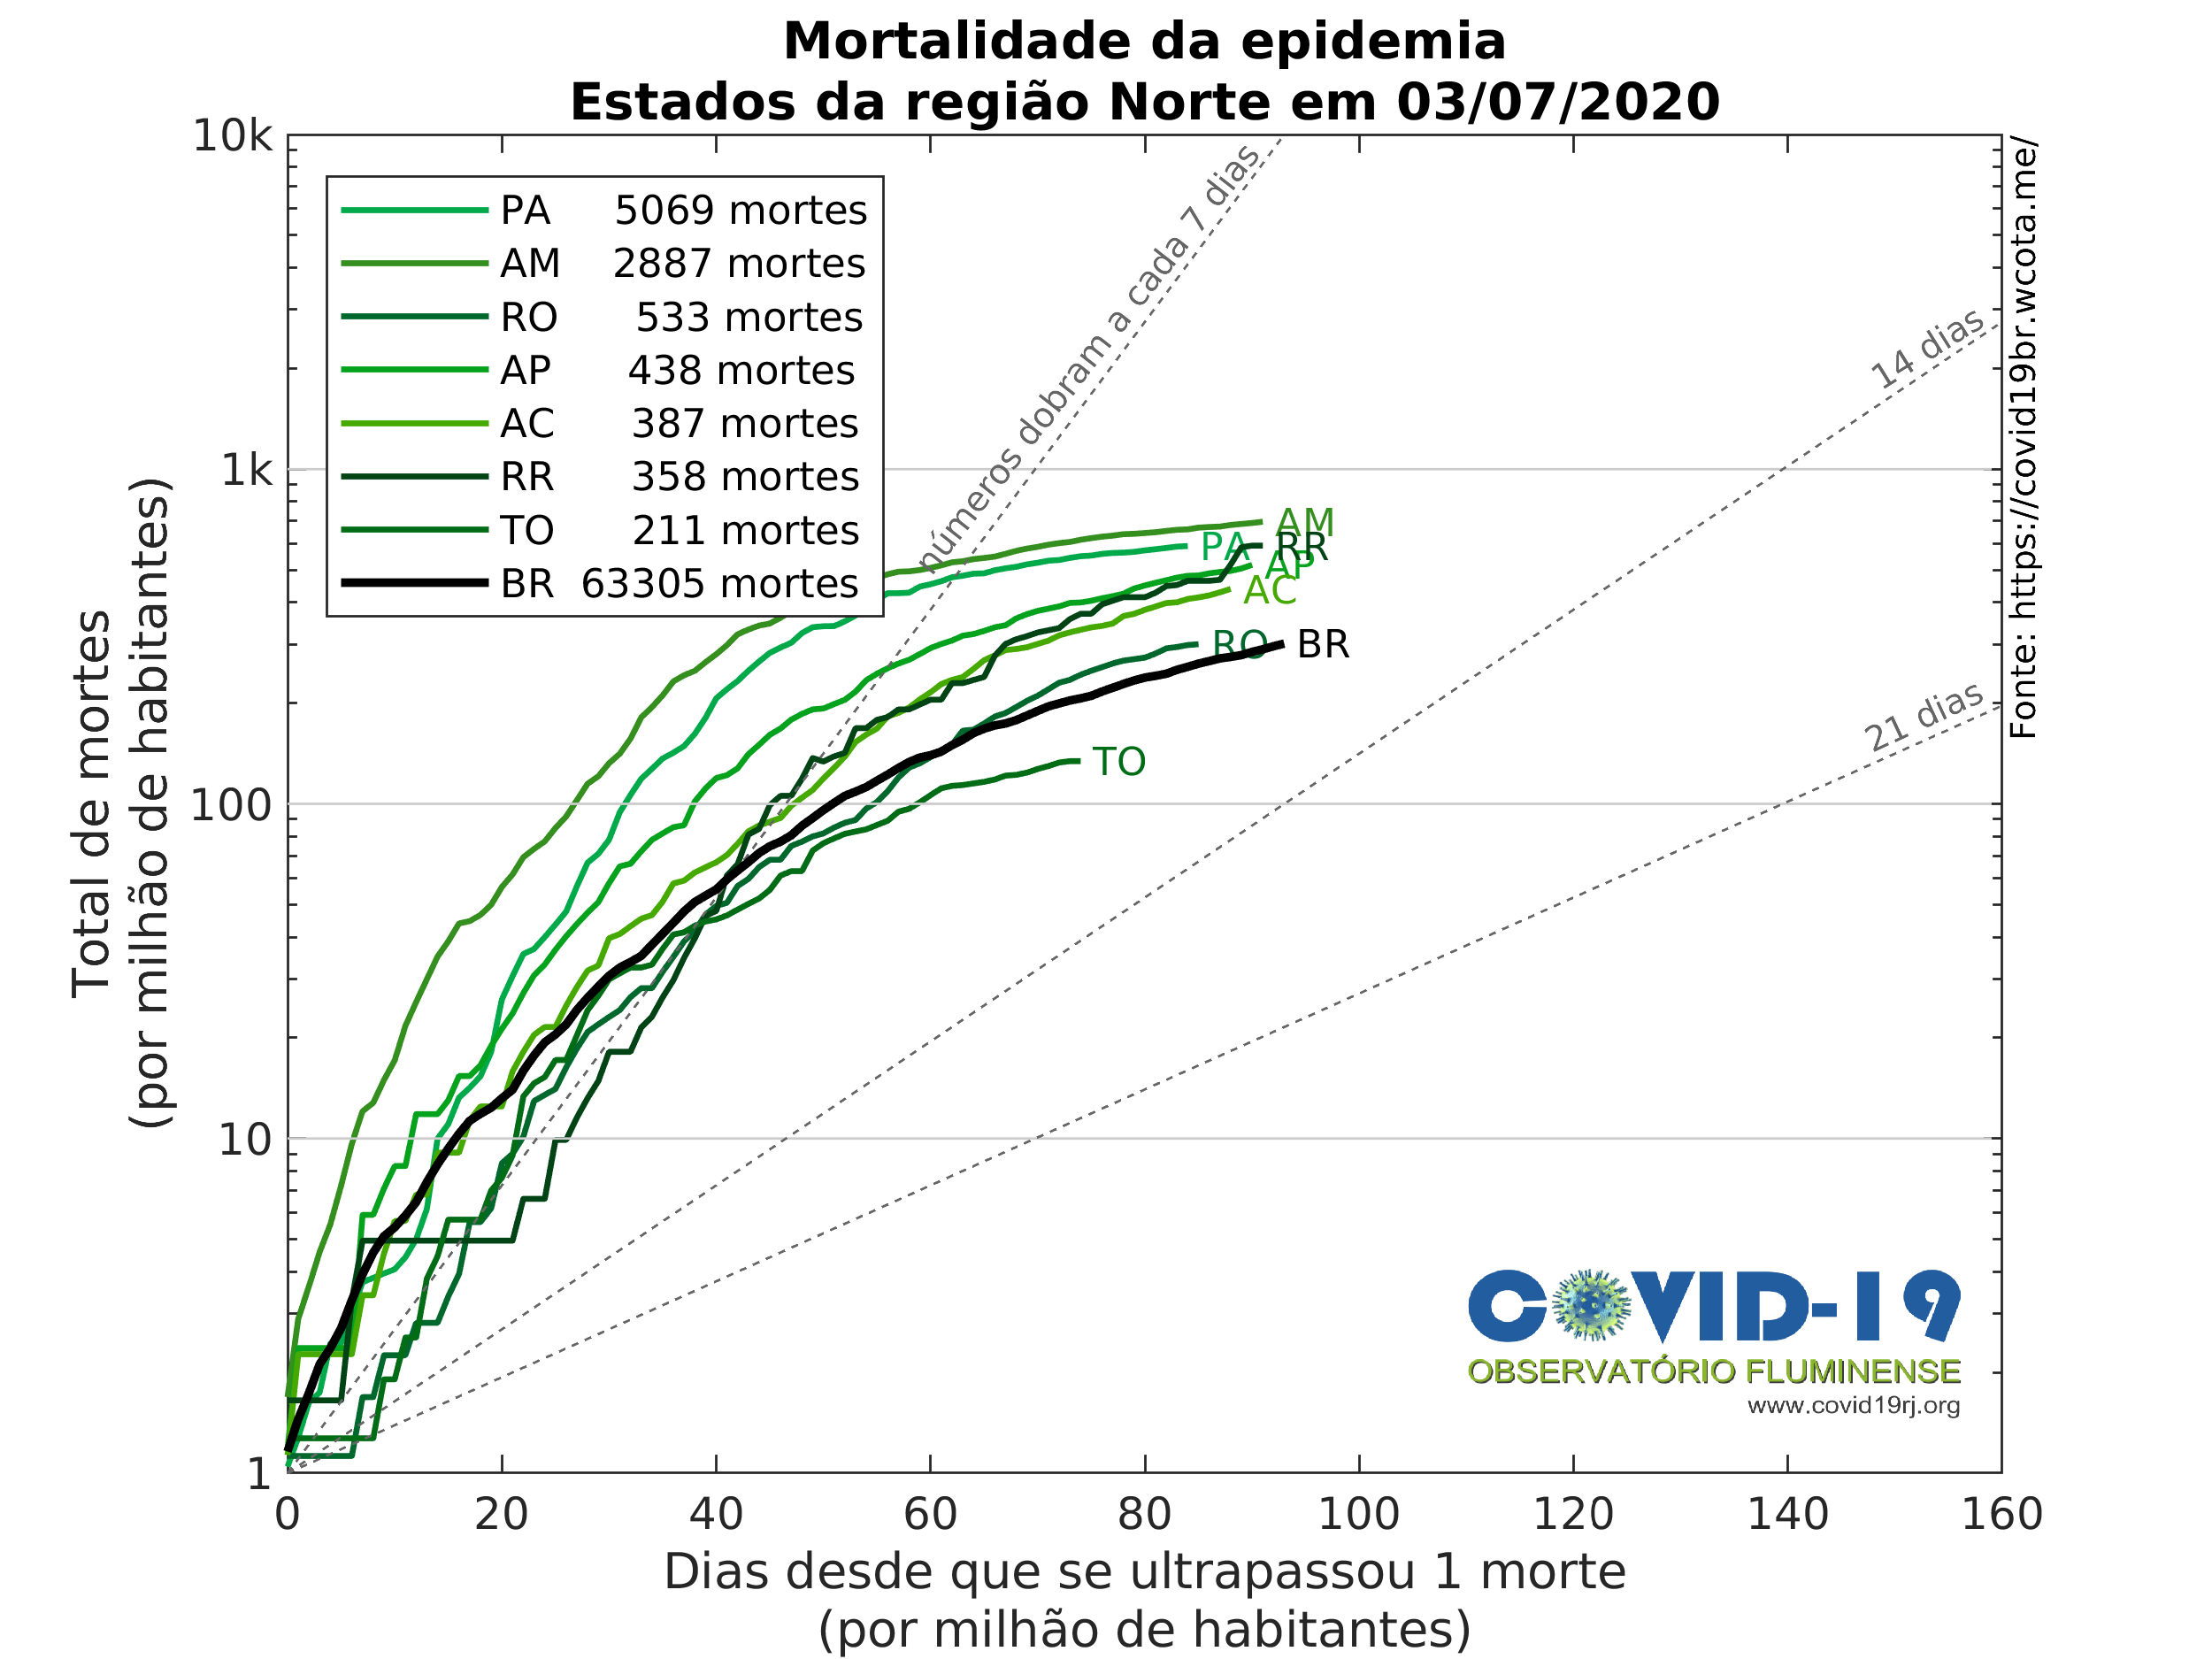 Mortalidade da epidemia
Estados da região Norte em 03/07/2020
10k
1k
100
10
1
Total de mortes
(por milhão de habitantes)
PA 5069 mortes
AM 2887 mortes
RO 533 mortes
AP 438 mortes
AC 387 mortes
RR 358 mortes
TO 211 mortes
BR 63305 mortes
números dobram a cada 7 dias
14 dias
21 dias
AM
PA
RR
AP
AC
RO
BR
TO
Fonte: https://covid19br.wcota.me/
COVID-19
OBSERVATÓRIO FLUMINENSE
www.covid19rj.org
0 20 40 60 80 100 120 140 160
Dias desde que se ultrapassou 1 morte
(por milhão de habitantes)